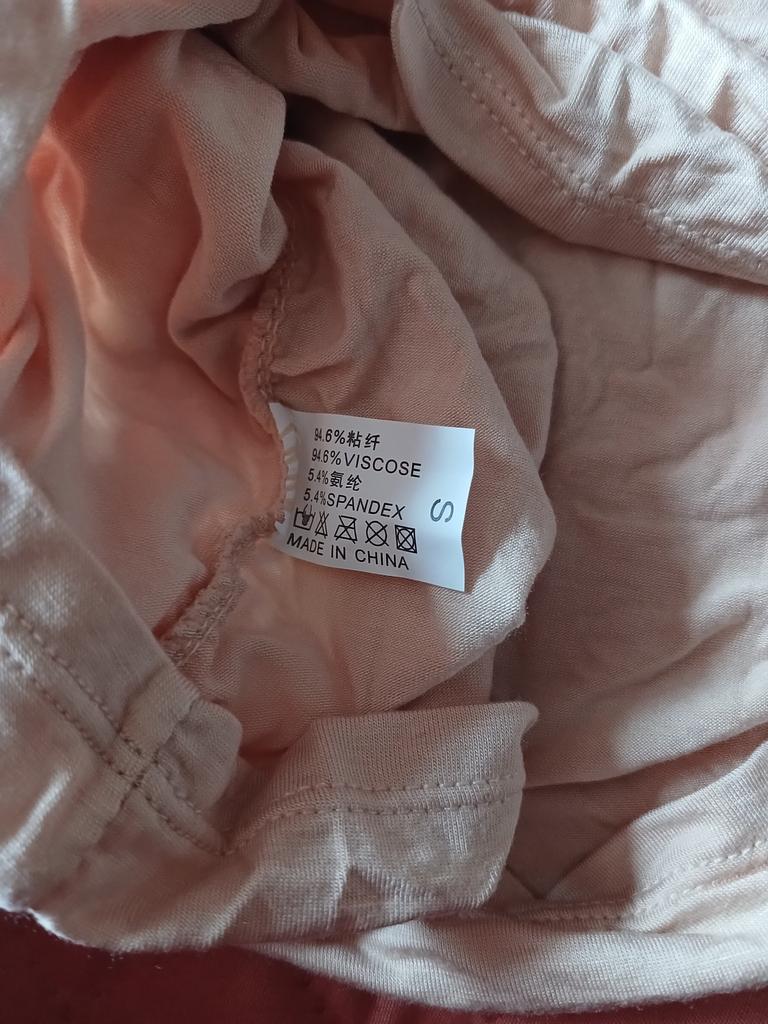 94.6%粘纤
94.6%VISCOSE
5.4%氨纶
5.4%SPANDEX
S
MADE IN CHINA